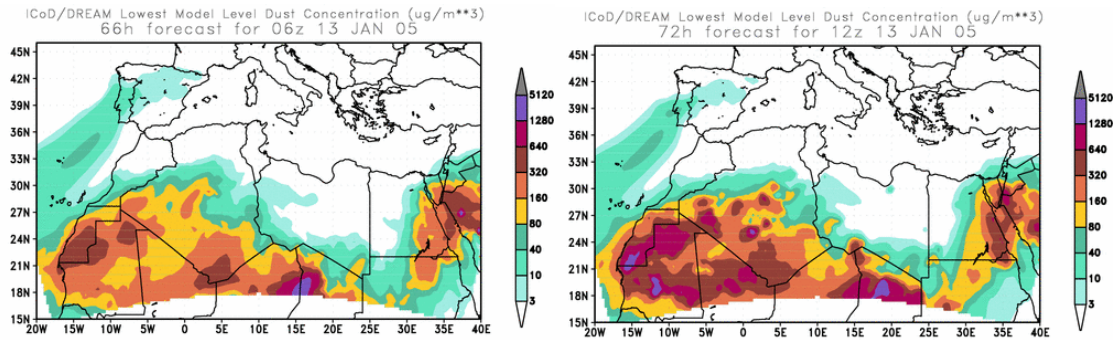 ICoD/DREAM Lowest Model Level Dust Concentration (ug/m**3)
66h forecast for 06z 13 JAN 05
45N
42N
39N
36N
33N
30N
27N
24N
21N
18N
15N
20W 15W 10W 5W 0 5E 10E 15E 20E 25E 30E 35E 40E
5120
1280
640
320
160
80
40
10
3
ICoD/DREAM Lowest Model Level Dust Concentration (ug/m**3)
72h forecast for 12z 13 JAN 05
45N
42N
39N
36N
33N
30N
27N
24N
21N
18N
15N
20W 15W 10W 5W 0 5E 10E 15E 20E 25E 30E 35E 40E
5120
1280
640
320
160
80
40
10
3